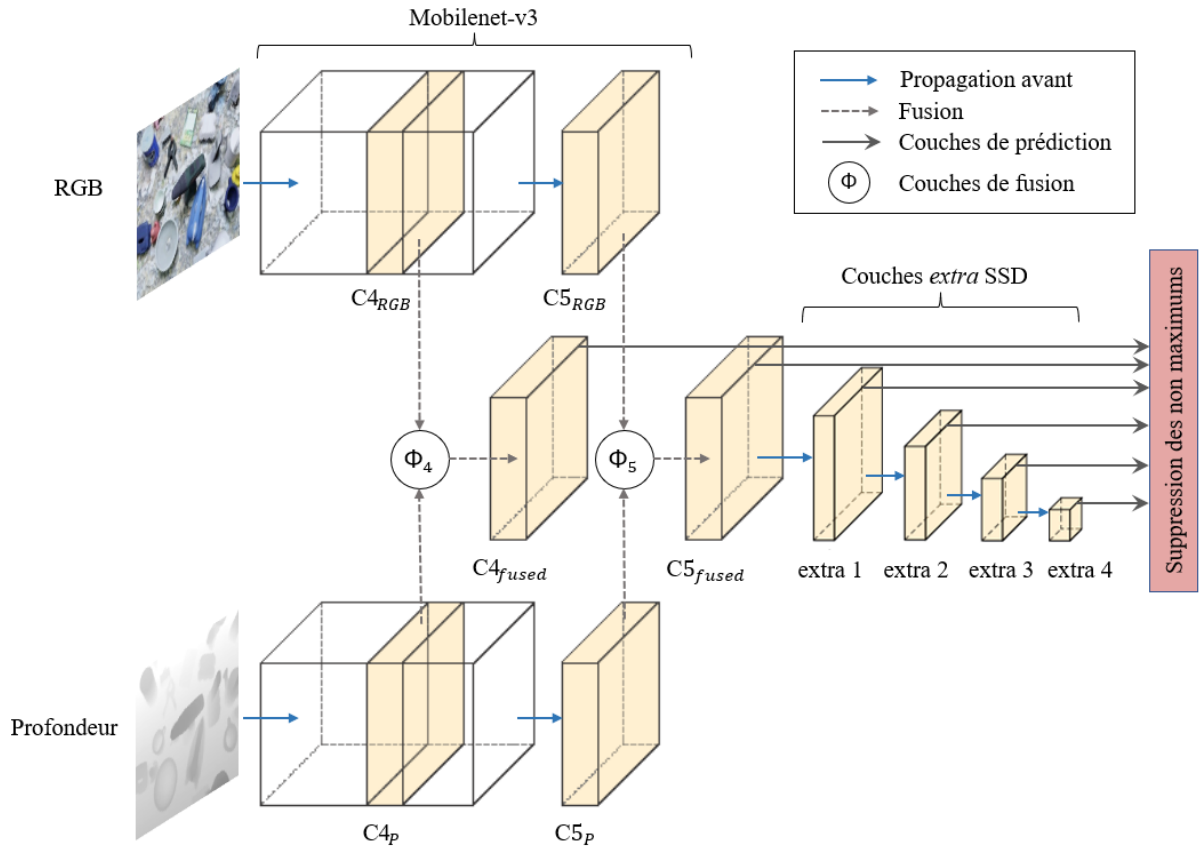 Mobilenet-v3
Propagation avant
Fusion
Couches de prédiction
Φ Couches de fusion
RGB
C4RGB
C5RGB
Couches extra SSD
Φ4
Φ5
C4fused
C5fused
extra 1
extra 2
extra 3
extra 4
Suppression des non maximums
Profondeur
C4P
C5P